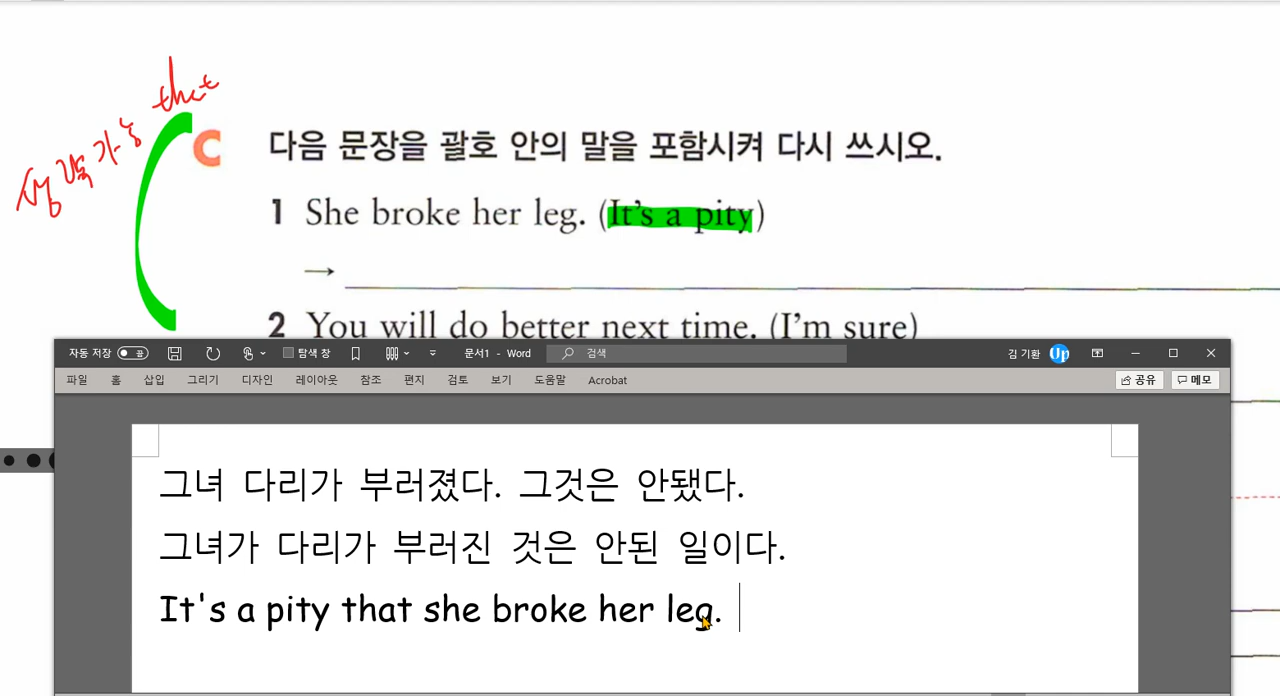 생략가능 that
C 다음 문장을 괄호 안의 말을 포함시켜 다시 쓰시오.
1 She broke her leg. (It's a pity)
→
2 You will do better next time. (I'm sure)
자동 저장 끔 탐색 창 문서1 - Word 검색 김 기환 Up
파일 홈 삽입 그리기 디자인 레이아웃 참조 편지 검토 보기 도움말 Acrobat 공유 메모
그녀 다리가 부러졌다. 그것은 안됐다.
그녀가 다리가 부러진 것은 안된 일이다.
It's a pity that she broke her leg.